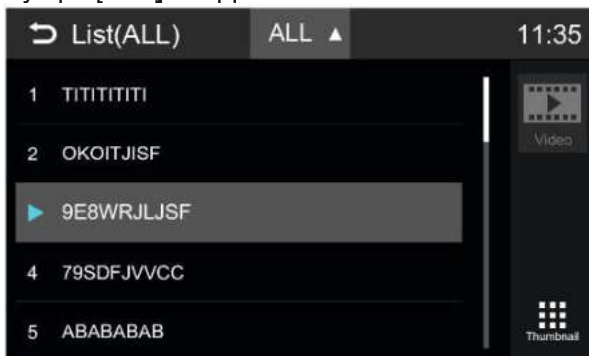 List(ALL)
ALL ▲
11:35
1 TITITITITI
Video
2 OKOITJISF
9E8WRJLJSF
4 79SDFJVVCC
5 ABABABAB
Thumbnail